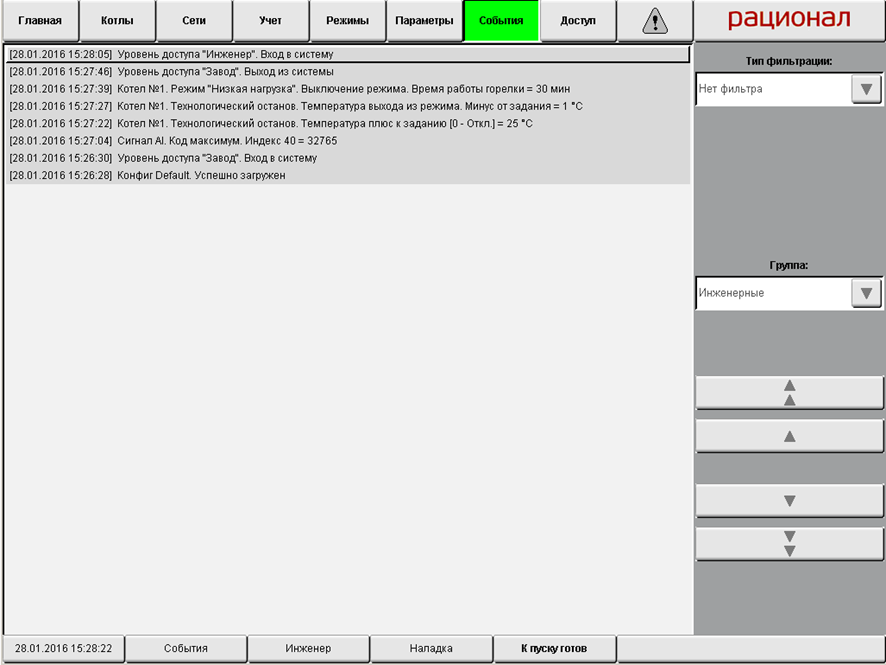 Главная Котлы Сети Учет Режимы Параметры События Доступ рационал
[28.01.2016 15:28:05] Уровень доступа "Инженер". Вход в систему
[28.01.2016 15:27:46] Уровень доступа "Завод". Выход из системы
[28.01.2016 15:27:39] Котел №1. Режим "Низкая нагрузка". Выключение режима. Время работы горелки = 30 мин
[28.01.2016 15:27:27] Котел №1. Технологический останов. Температура выхода из режима. Минус от задания = 1 °C
[28.01.2016 15:27:22] Котел №1. Технологический останов. Температура плюс к заданию [0 - Откл.] = 25 °C
[28.01.2016 15:27:04] Сигнал AI. Код максимум. Индекс 40 = 32765
[28.01.2016 15:26:30] Уровень доступа "Завод". Вход в систему
[28.01.2016 15:26:28] Конфиг Default. Успешно загружен
Тип фильтрации:
Нет фильтра
Группа:
Инженерные
28.01.2016 15:28:22 События Инженер Наладка К пуску готов